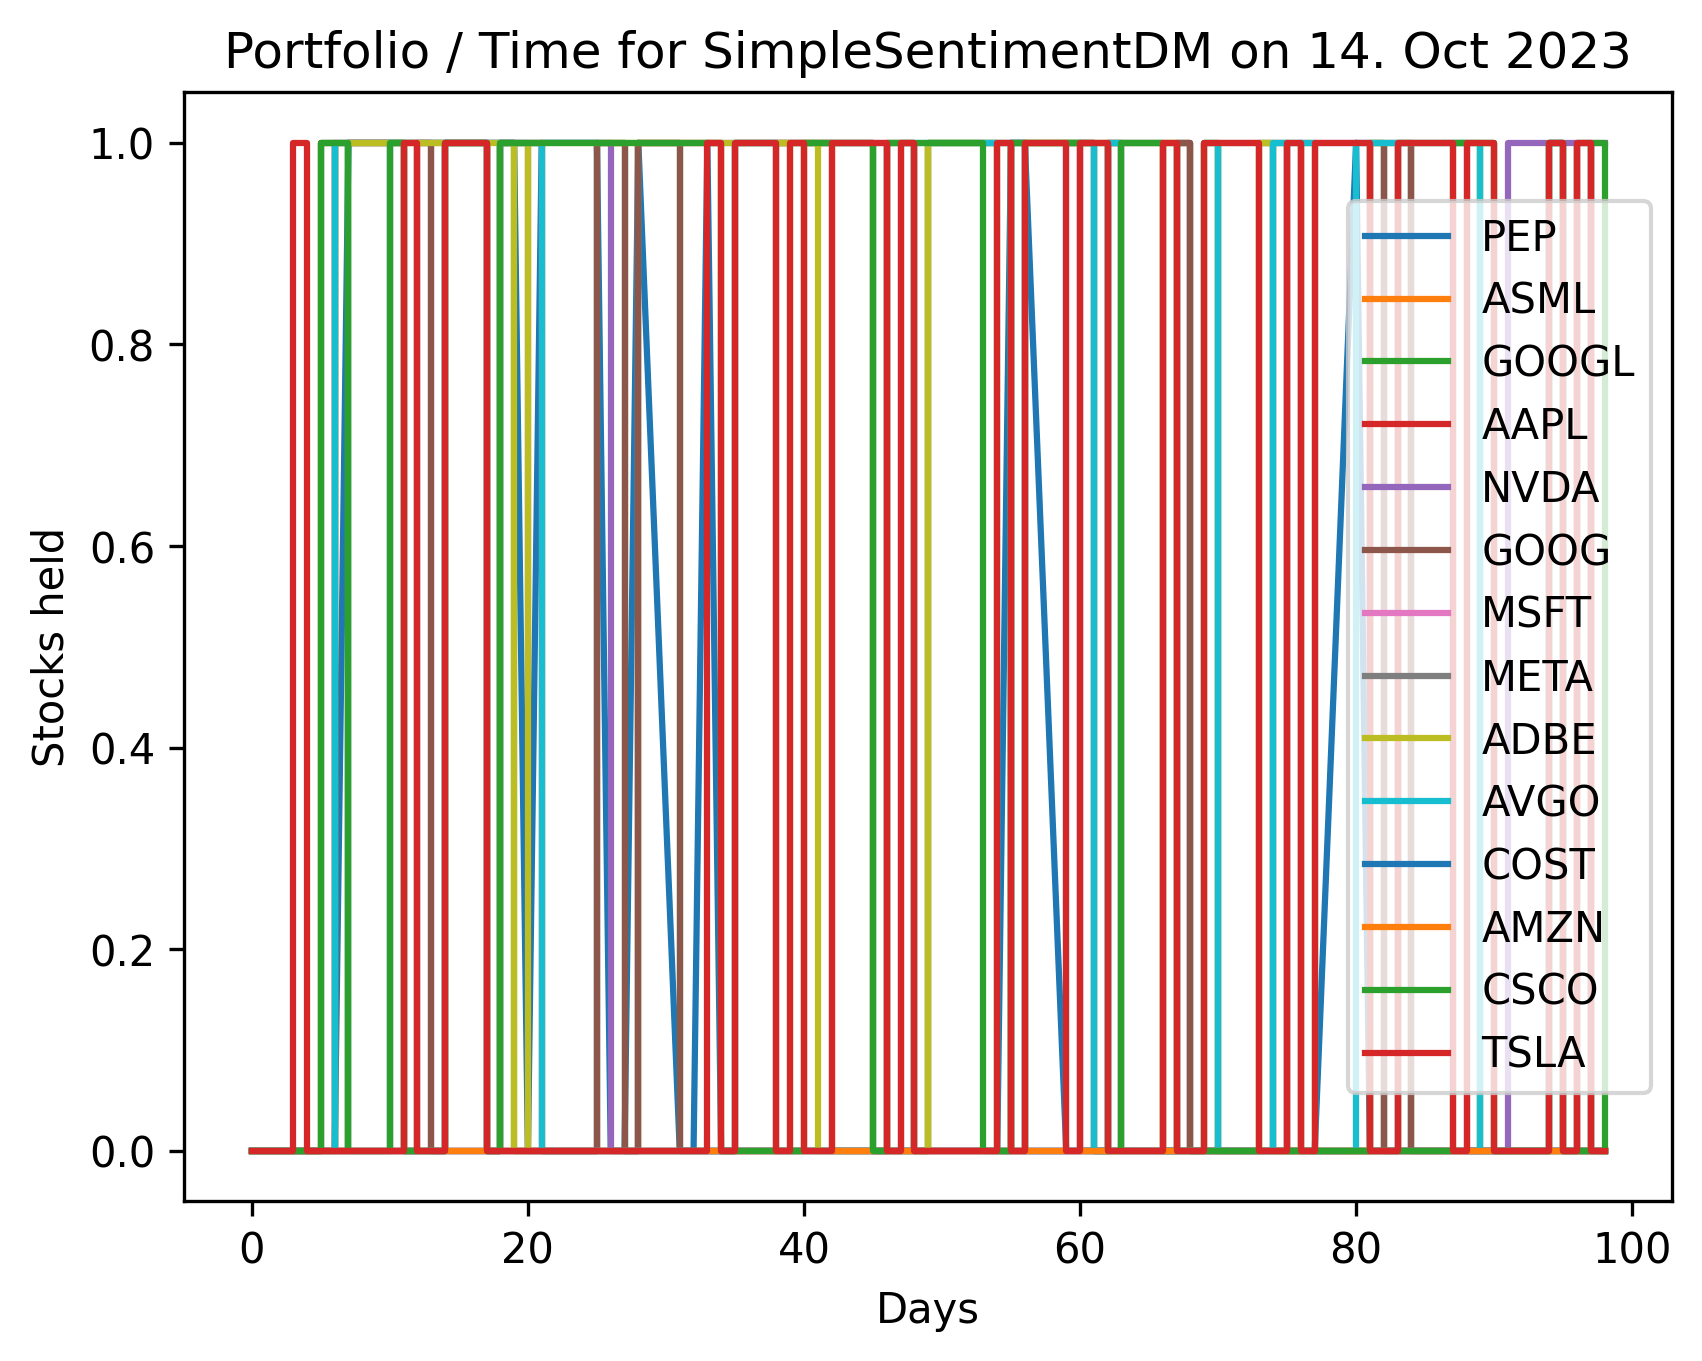 Portfolio / Time for SimpleSentimentDM on 14. Oct 2023
1.0
0.8
0.6
0.4
0.2
0.0
Stocks held
PEP
ASML
GOOGL
AAPL
NVDA
GOOG
MSFT
META
ADBE
AVGO
COST
AMZN
CSCO
TSLA
0 20 40 60 80 100
Days